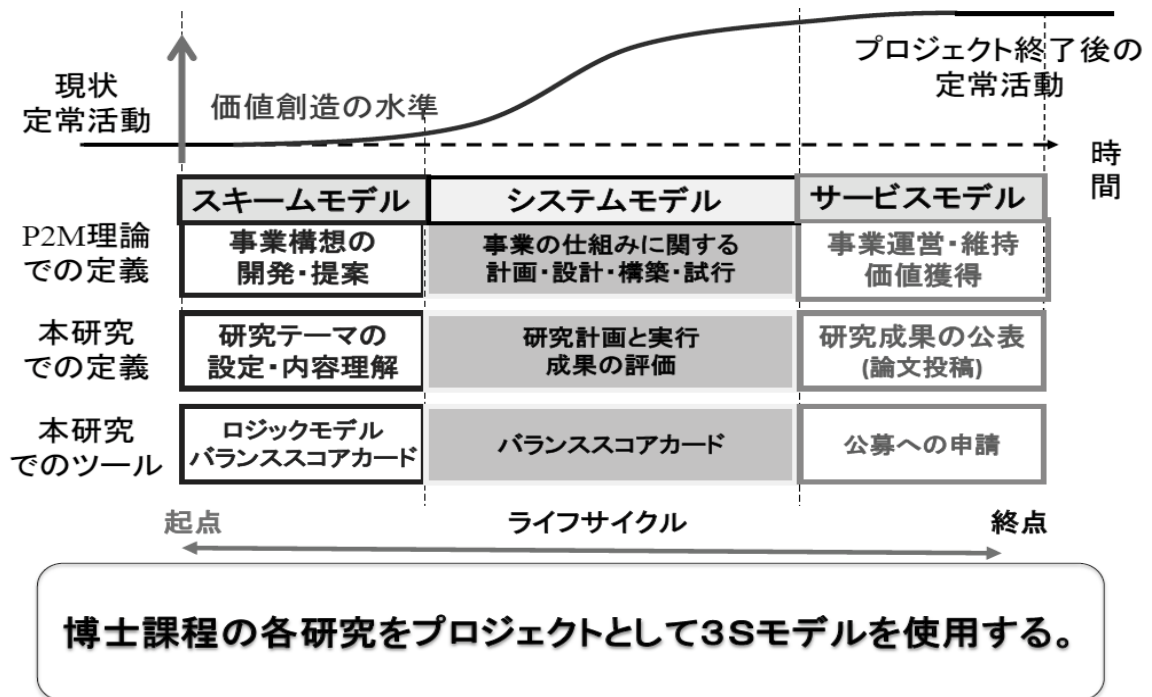 現状
定常活動
価値創造の水準
プロジェクト終了後の
定常活動
時
間
スキームモデル
システムモデル
サービスモデル
P2M理論
での定義
事業構想の
開発・提案
事業の仕組みに関する
計画・設計・構築・試行
事業運営・維持
価値獲得
本研究
での定義
研究テーマの
設定・内容理解
研究計画と実行
成果の評価
研究成果の公表
(論文投稿)
本研究
でのツール
ロジックモデル
バランススコアカード
バランススコアカード
公募への申請
起点
ライフサイクル
終点
博士課程の各研究をプロジェクトとして３Sモデルを使用する。